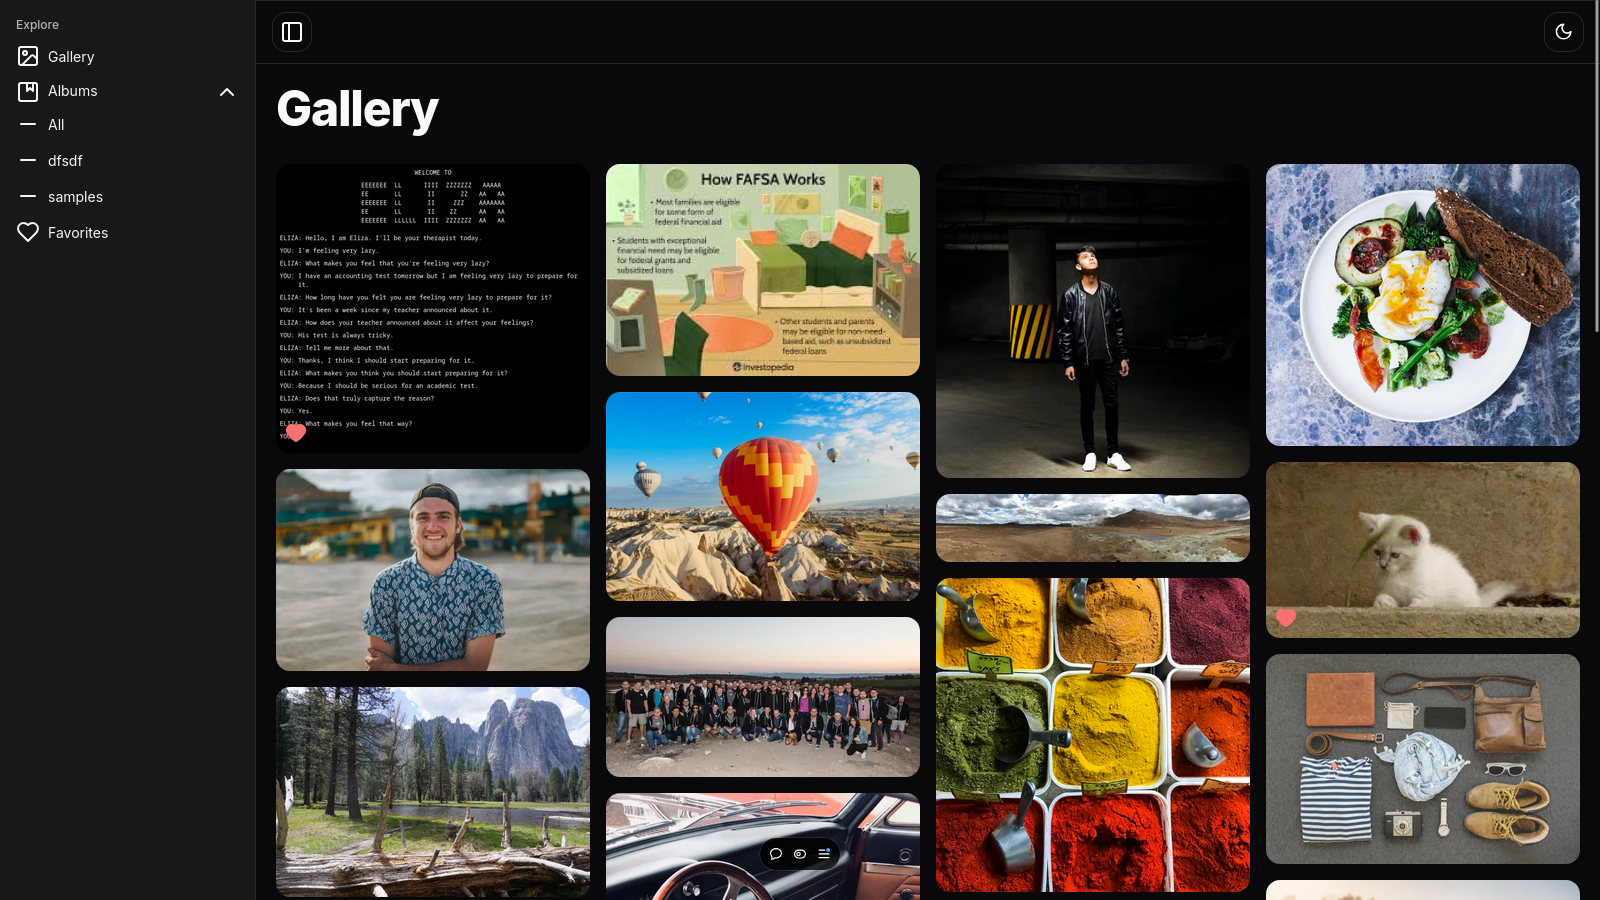 Explore
Gallery
Albums
All
dfsdf
samples
Favorites
Gallery
WELCOME TO
EEEEEEE  LL      IIII  ZZZZZZZ   AAAAA
EE       LL       II       ZZ   AA   AA
EEEEEEE  LL       II     ZZZ    AAAAAAA
EE       LL       II    ZZ      AA   AA
EEEEEEE  LLLLLL  IIII  ZZZZZZZ  AA   AA
ELIZA: Hello, I am Eliza. I'll be your therapist today.
YOU: I'm feeling very lazy.
ELIZA: What makes you feel that you're feeling very lazy?
YOU: I have an accounting test tomorrow but I am feeling very lazy to prepare for
it.
ELIZA: How long have you felt you are feeling very lazy to prepare for it?
YOU: It's been a week since my teacher announced about it.
ELIZA: How does your teacher announced about it affect your feelings?
YOU: His test is always tricky.
ELIZA: Tell me more about that.
YOU: Thanks, I think I should start preparing for it.
ELIZA: What makes you think you should start preparing for it?
YOU: Because I should be serious for an academic test.
ELIZA: Does that truly capture the reason?
YOU: Yes.
ELIZA: What makes you feel that way?
How FAFSA Works
• Most families are eligible
for some form of
federal financial aid
• Students with exceptional
financial need may be eligible
for federal grants and
subsidized loans
• Other students and parents
may be eligible for non-need-
based aid, such as unsubsidized
federal loans
Investopedia